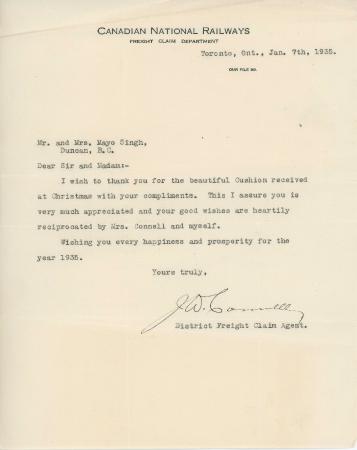 CANADIAN NATIONAL RAILWAYS
FREIGHT CLAIM DEPARTMENT
Toronto, Ont., Jan. 7th, 1935.
OUR FILE NO.
Mr. and Mrs. Mayo Singh,
Duncan, B.C.
Dear Sir and Madam:-
I wish to thank you for the beautiful Cushion received
at Christmas with your compliments. This I assure you is
very much appreciated and your good wishes are heartily
reciprocated by Mrs. Connell and myself.
Wishing you every happiness and prosperity for the
year 1935.
Yours truly,
J.W. Connell
District Freight Claim Agent.